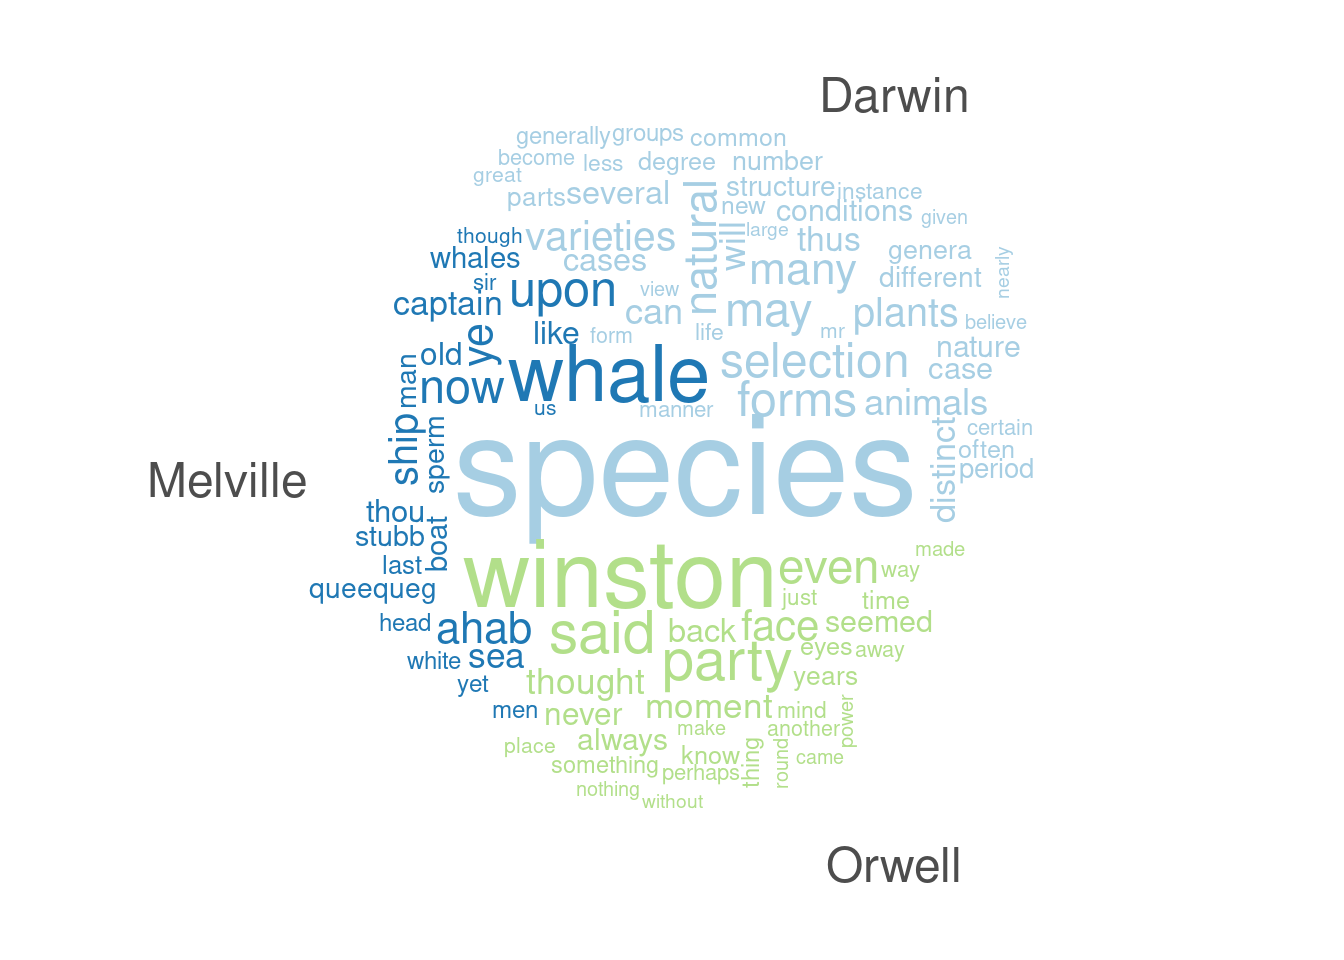 Darwin
generally groups common
become less degree number
great
parts several natural structure instance
new conditions given
though varieties will large thus
whales cases many genera nearly
sir different
captain upon view
can may plants
ye like form life mr believe
old selection nature
man now whale case
us manner forms animals
ship sperm species distinct certain
often
Melville
period
thou
stubb boat
last winston even made
queequeg way
just time
head ahab said back face seemed
white sea party eyes away
yet thought years
men never moment mind power
make another
place always
something know thing round came
perhaps
nothing without
Orwell